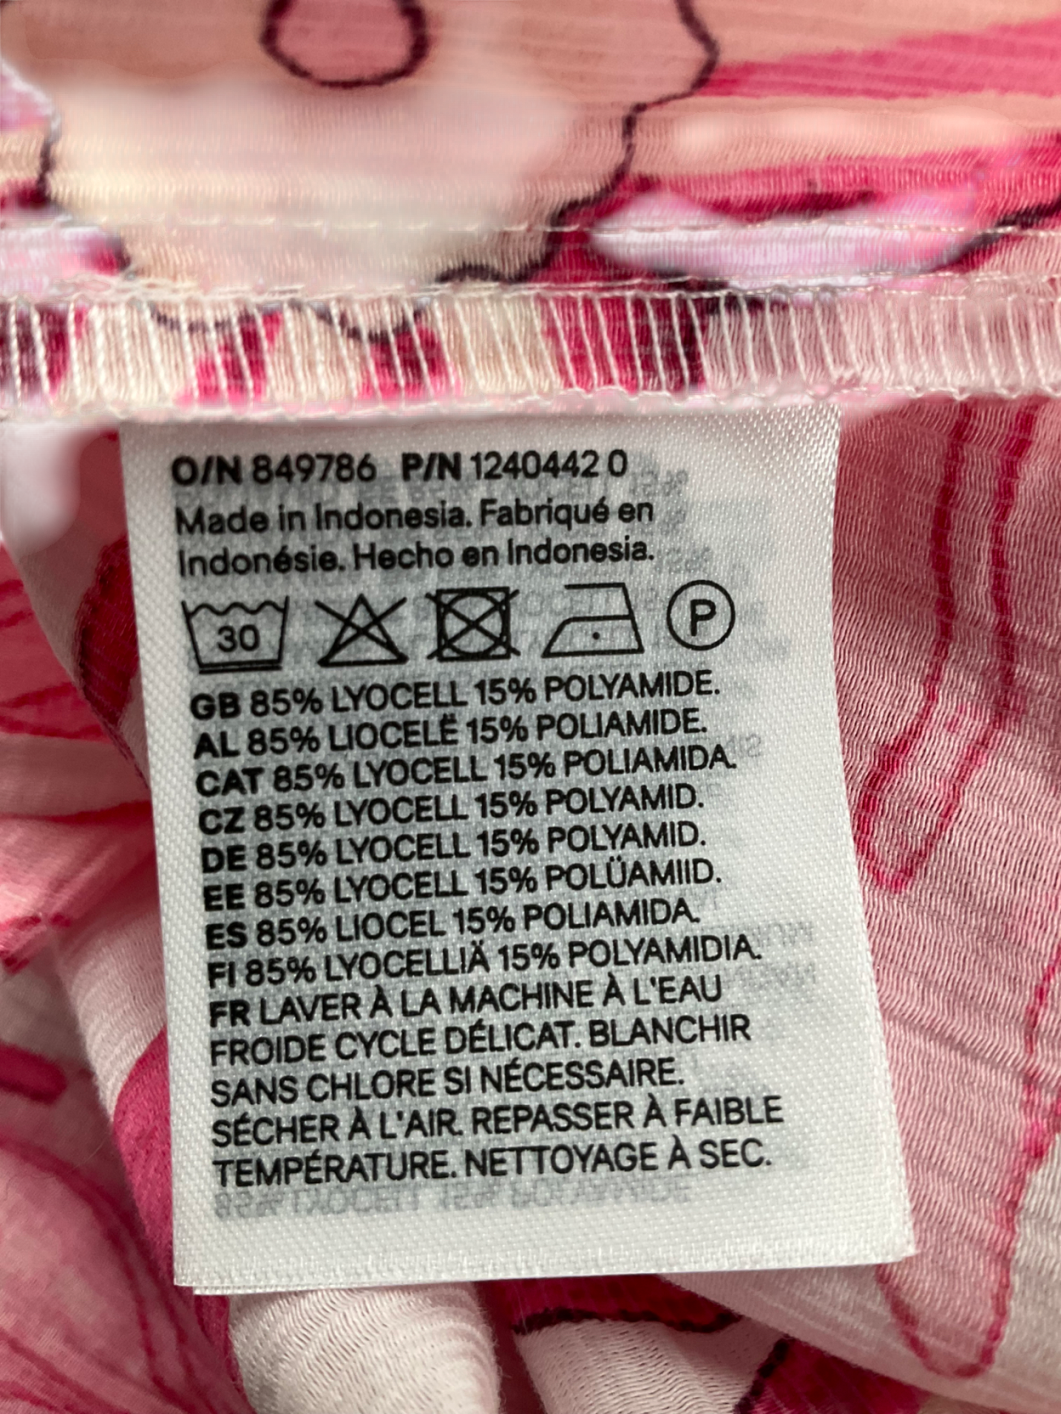 O/N 849786 P/N 1240442 0
Made in Indonesia. Fabriqué en
Indonésie. Hecho en Indonesia.
30 P
GB 85% LYOCELL 15% POLYAMIDE.
AL 85% LIOCELË 15% POLIAMIDE.
CAT 85% LYOCELL 15% POLIAMIDA.
CZ 85% LYOCELL 15% POLYAMID.
DE 85% LYOCELL 15% POLYAMID.
EE 85% LYOCELL 15% POLÜAMIID.
ES 85% LIOCEL 15% POLIAMIDA.
FI 85% LYOCELLIÄ 15% POLYAMIDIA.
FR LAVER À LA MACHINE À L'EAU
FROIDE CYCLE DÉLICAT. BLANCHIR
SANS CHLORE SI NÉCESSAIRE.
SÉCHER À L'AIR. REPASSER À FAIBLE
TEMPÉRATURE. NETTOYAGE À SEC.